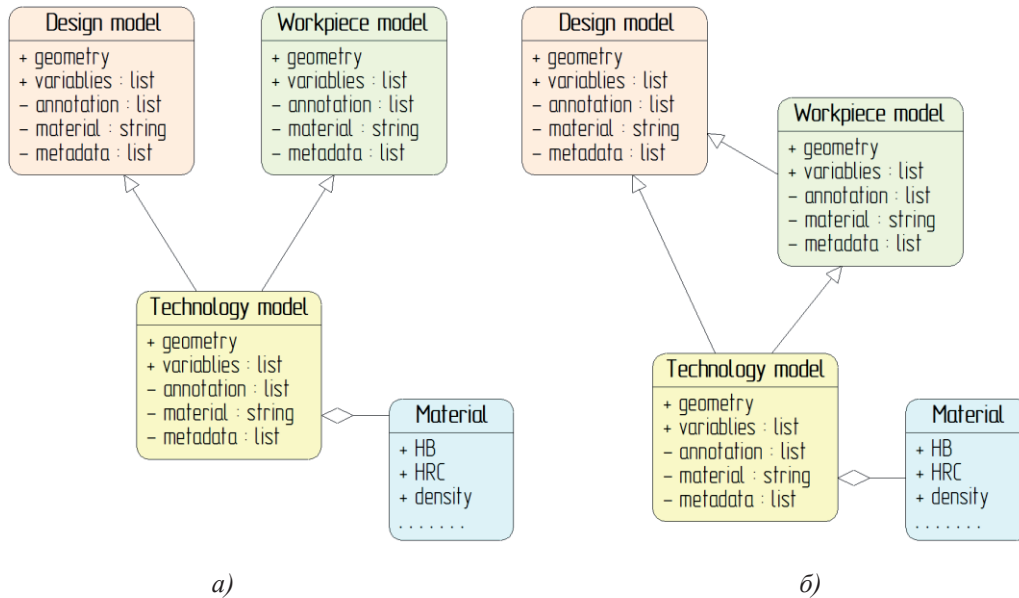 Design model
+ geometry
+ variablies : list
– annotation : list
– material : string
– metadata : list
Workpiece model
+ geometry
+ variablies : list
– annotation : list
– material : string
– metadata : list
Technology model
+ geometry
+ variablies : list
– annotation : list
– material : string
– metadata : list
Material
+ HB
+ HRC
+ density
. . . . . . .
а)
Design model
+ geometry
+ variablies : list
– annotation : list
– material : string
– metadata : list
Workpiece model
+ geometry
+ variablies : list
– annotation : list
– material : string
– metadata : list
Technology model
+ geometry
+ variablies : list
– annotation : list
– material : string
– metadata : list
Material
+ HB
+ HRC
+ density
. . . . . . .
б)